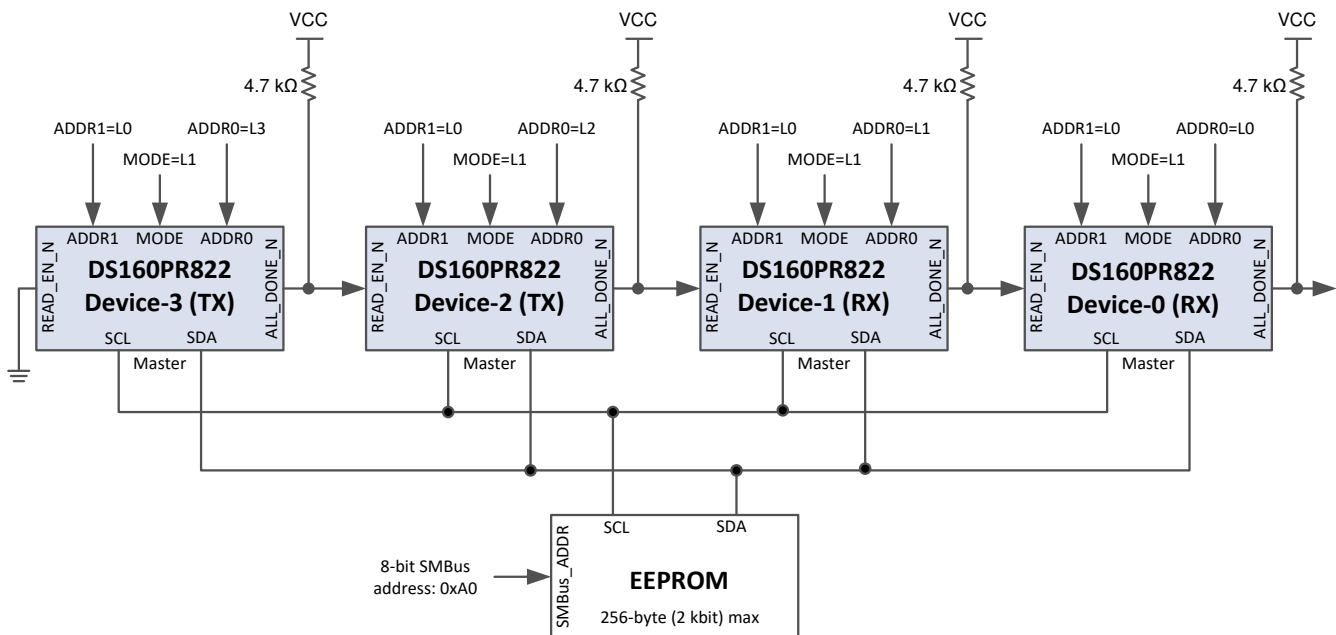 VCC
VCC
VCC
VCC
4.7 kΩ
4.7 kΩ
4.7 kΩ
4.7 kΩ
ADDR1=L0
ADDR0=L3
MODE=L1
ADDR1=L0
ADDR0=L2
MODE=L1
ADDR1=L0
ADDR0=L1
MODE=L1
ADDR1=L0
ADDR0=L0
MODE=L1
READ_EN_N
ADDR1 MODE ADDR0
DS160PR822
Device-3 (TX)
SCL SDA
ALL_DONE_N
Master
READ_EN_N
ADDR1 MODE ADDR0
DS160PR822
Device-2 (TX)
SCL SDA
ALL_DONE_N
Master
READ_EN_N
ADDR1 MODE ADDR0
DS160PR822
Device-1 (RX)
SCL SDA
ALL_DONE_N
Master
READ_EN_N
ADDR1 MODE ADDR0
DS160PR822
Device-0 (RX)
SCL SDA
ALL_DONE_N
Master
8-bit SMBus
address: 0xA0
SMBus_ADDR
SCL SDA
EEPROM
256-byte (2 kbit) max